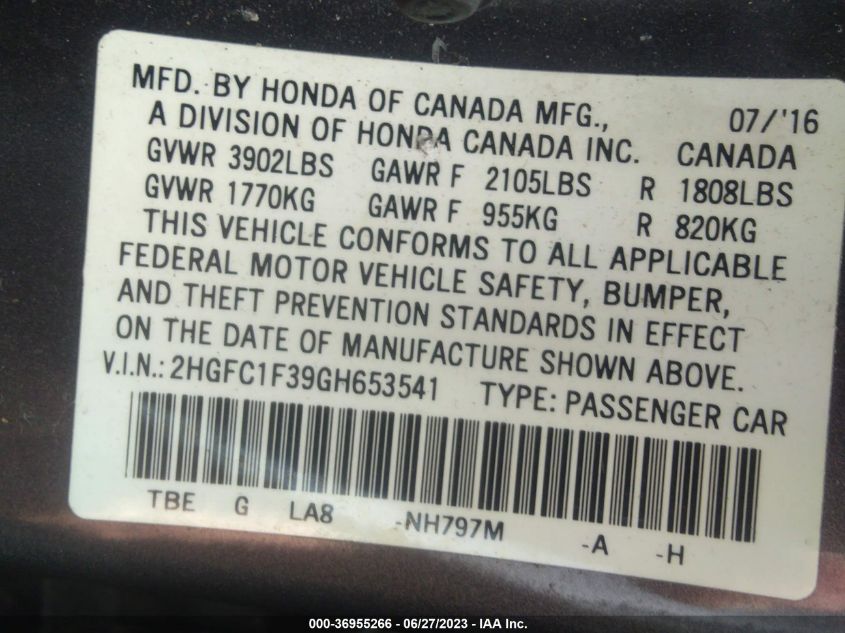 MFD. BY HONDA OF CANADA MFG., 07/'16
A DIVISION OF HONDA CANADA INC. CANADA
GVWR 3902LBS GAWR F 2105LBS R 1808LBS
GVWR 1770KG GAWR F 955KG R 820KG
THIS VEHICLE CONFORMS TO ALL APPLICABLE
FEDERAL MOTOR VEHICLE SAFETY, BUMPER,
AND THEFT PREVENTION STANDARDS IN EFFECT
ON THE DATE OF MANUFACTURE SHOWN ABOVE.
V.I.N.: 2HGFC1F39GH653541 TYPE: PASSENGER CAR
TBE G LA8 -NH797M -A -H
000-36955266 - 06/27/2023 - IAA Inc.